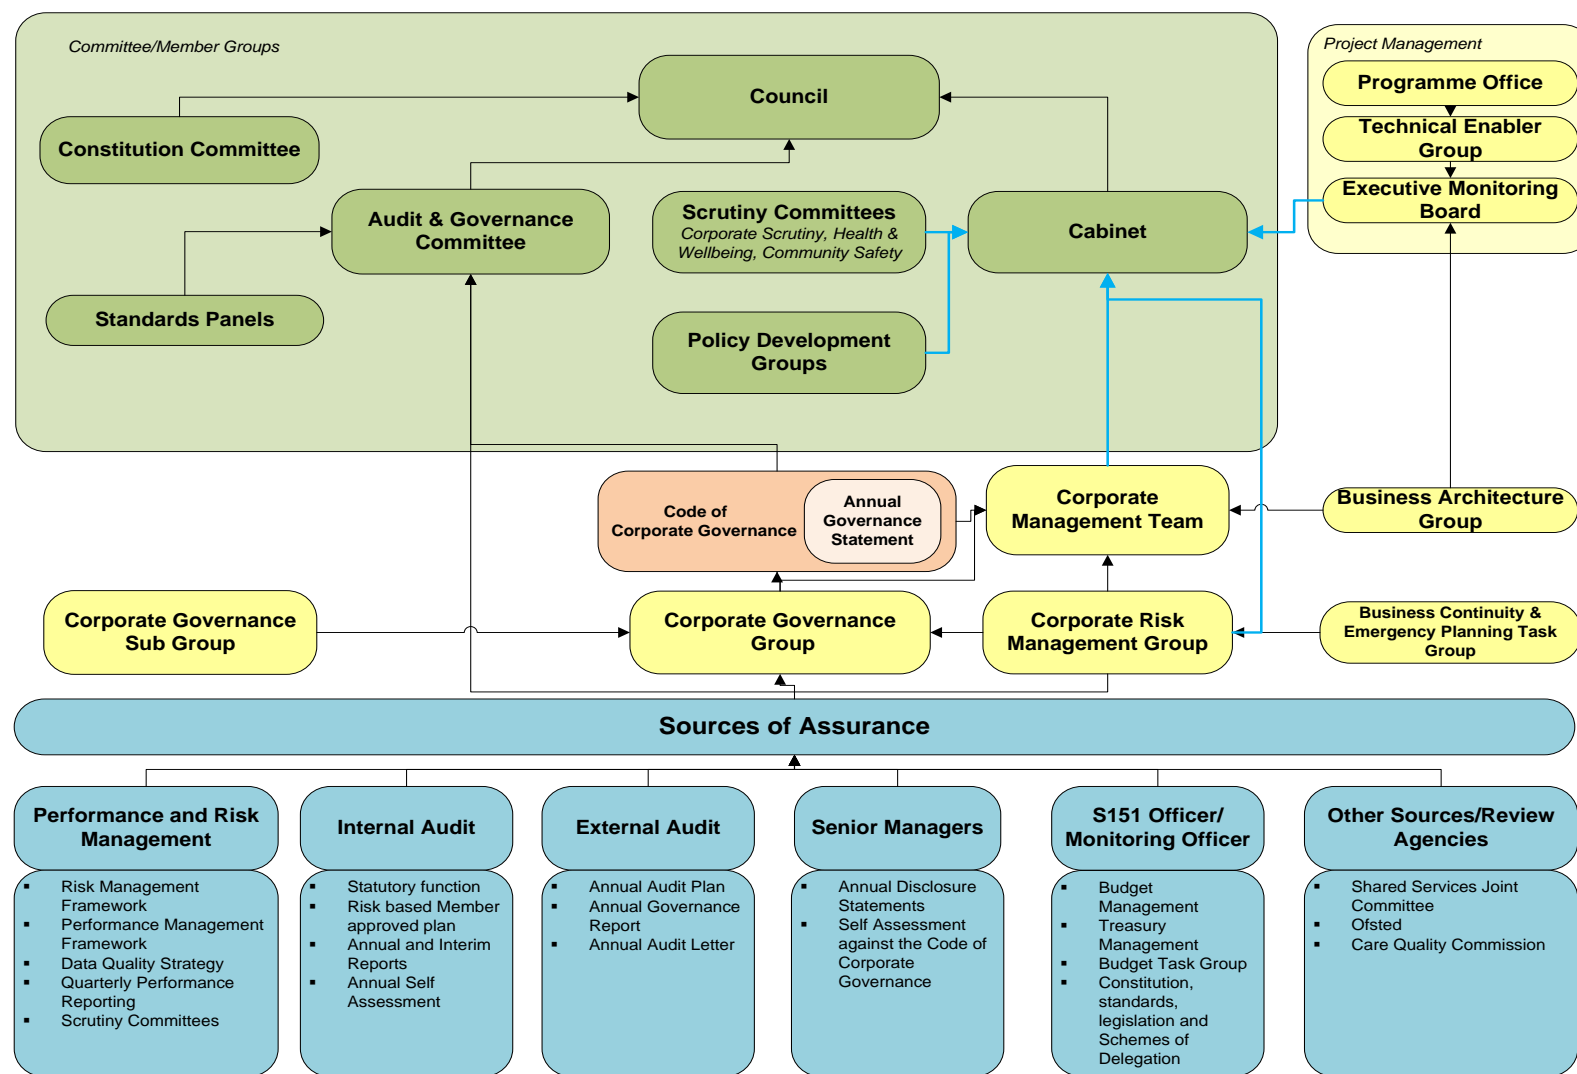 Committee/Member Groups
Project Management
Council
Programme Office
Constitution Committee
Technical Enabler
Group
Audit & Governance
Committee
Scrutiny Committees
Corporate Scrutiny, Health &
Wellbeing, Community Safety
Cabinet
Executive Monitoring
Board
Standards Panels
Policy Development
Groups
Code of
Corporate Governance
Annual
Governance
Statement
Corporate
Management Team
Business Architecture
Group
Corporate Governance
Sub Group
Corporate Governance
Group
Corporate Risk
Management Group
Business Continuity &
Emergency Planning Task
Group
Sources of Assurance
Performance and Risk
Management
▪ Risk Management
Framework
▪ Performance Management
Framework
▪ Data Quality Strategy
▪ Quarterly Performance
Reporting
▪ Scrutiny Committees
Internal Audit
▪ Statutory function
▪ Risk based Member
approved plan
▪ Annual and Interim
Reports
▪ Annual Self
Assessment
External Audit
▪ Annual Audit Plan
▪ Annual Governance
Report
▪ Annual Audit Letter
Senior Managers
▪ Annual Disclosure
Statements
▪ Self Assessment
against the Code of
Corporate
Governance
S151 Officer/
Monitoring Officer
▪ Budget
Management
▪ Treasury
Management
▪ Budget Task Group
▪ Constitution,
standards,
legislation and
Schemes of
Delegation
Other Sources/Review
Agencies
▪ Shared Services Joint
Committee
▪ Ofsted
▪ Care Quality Commission